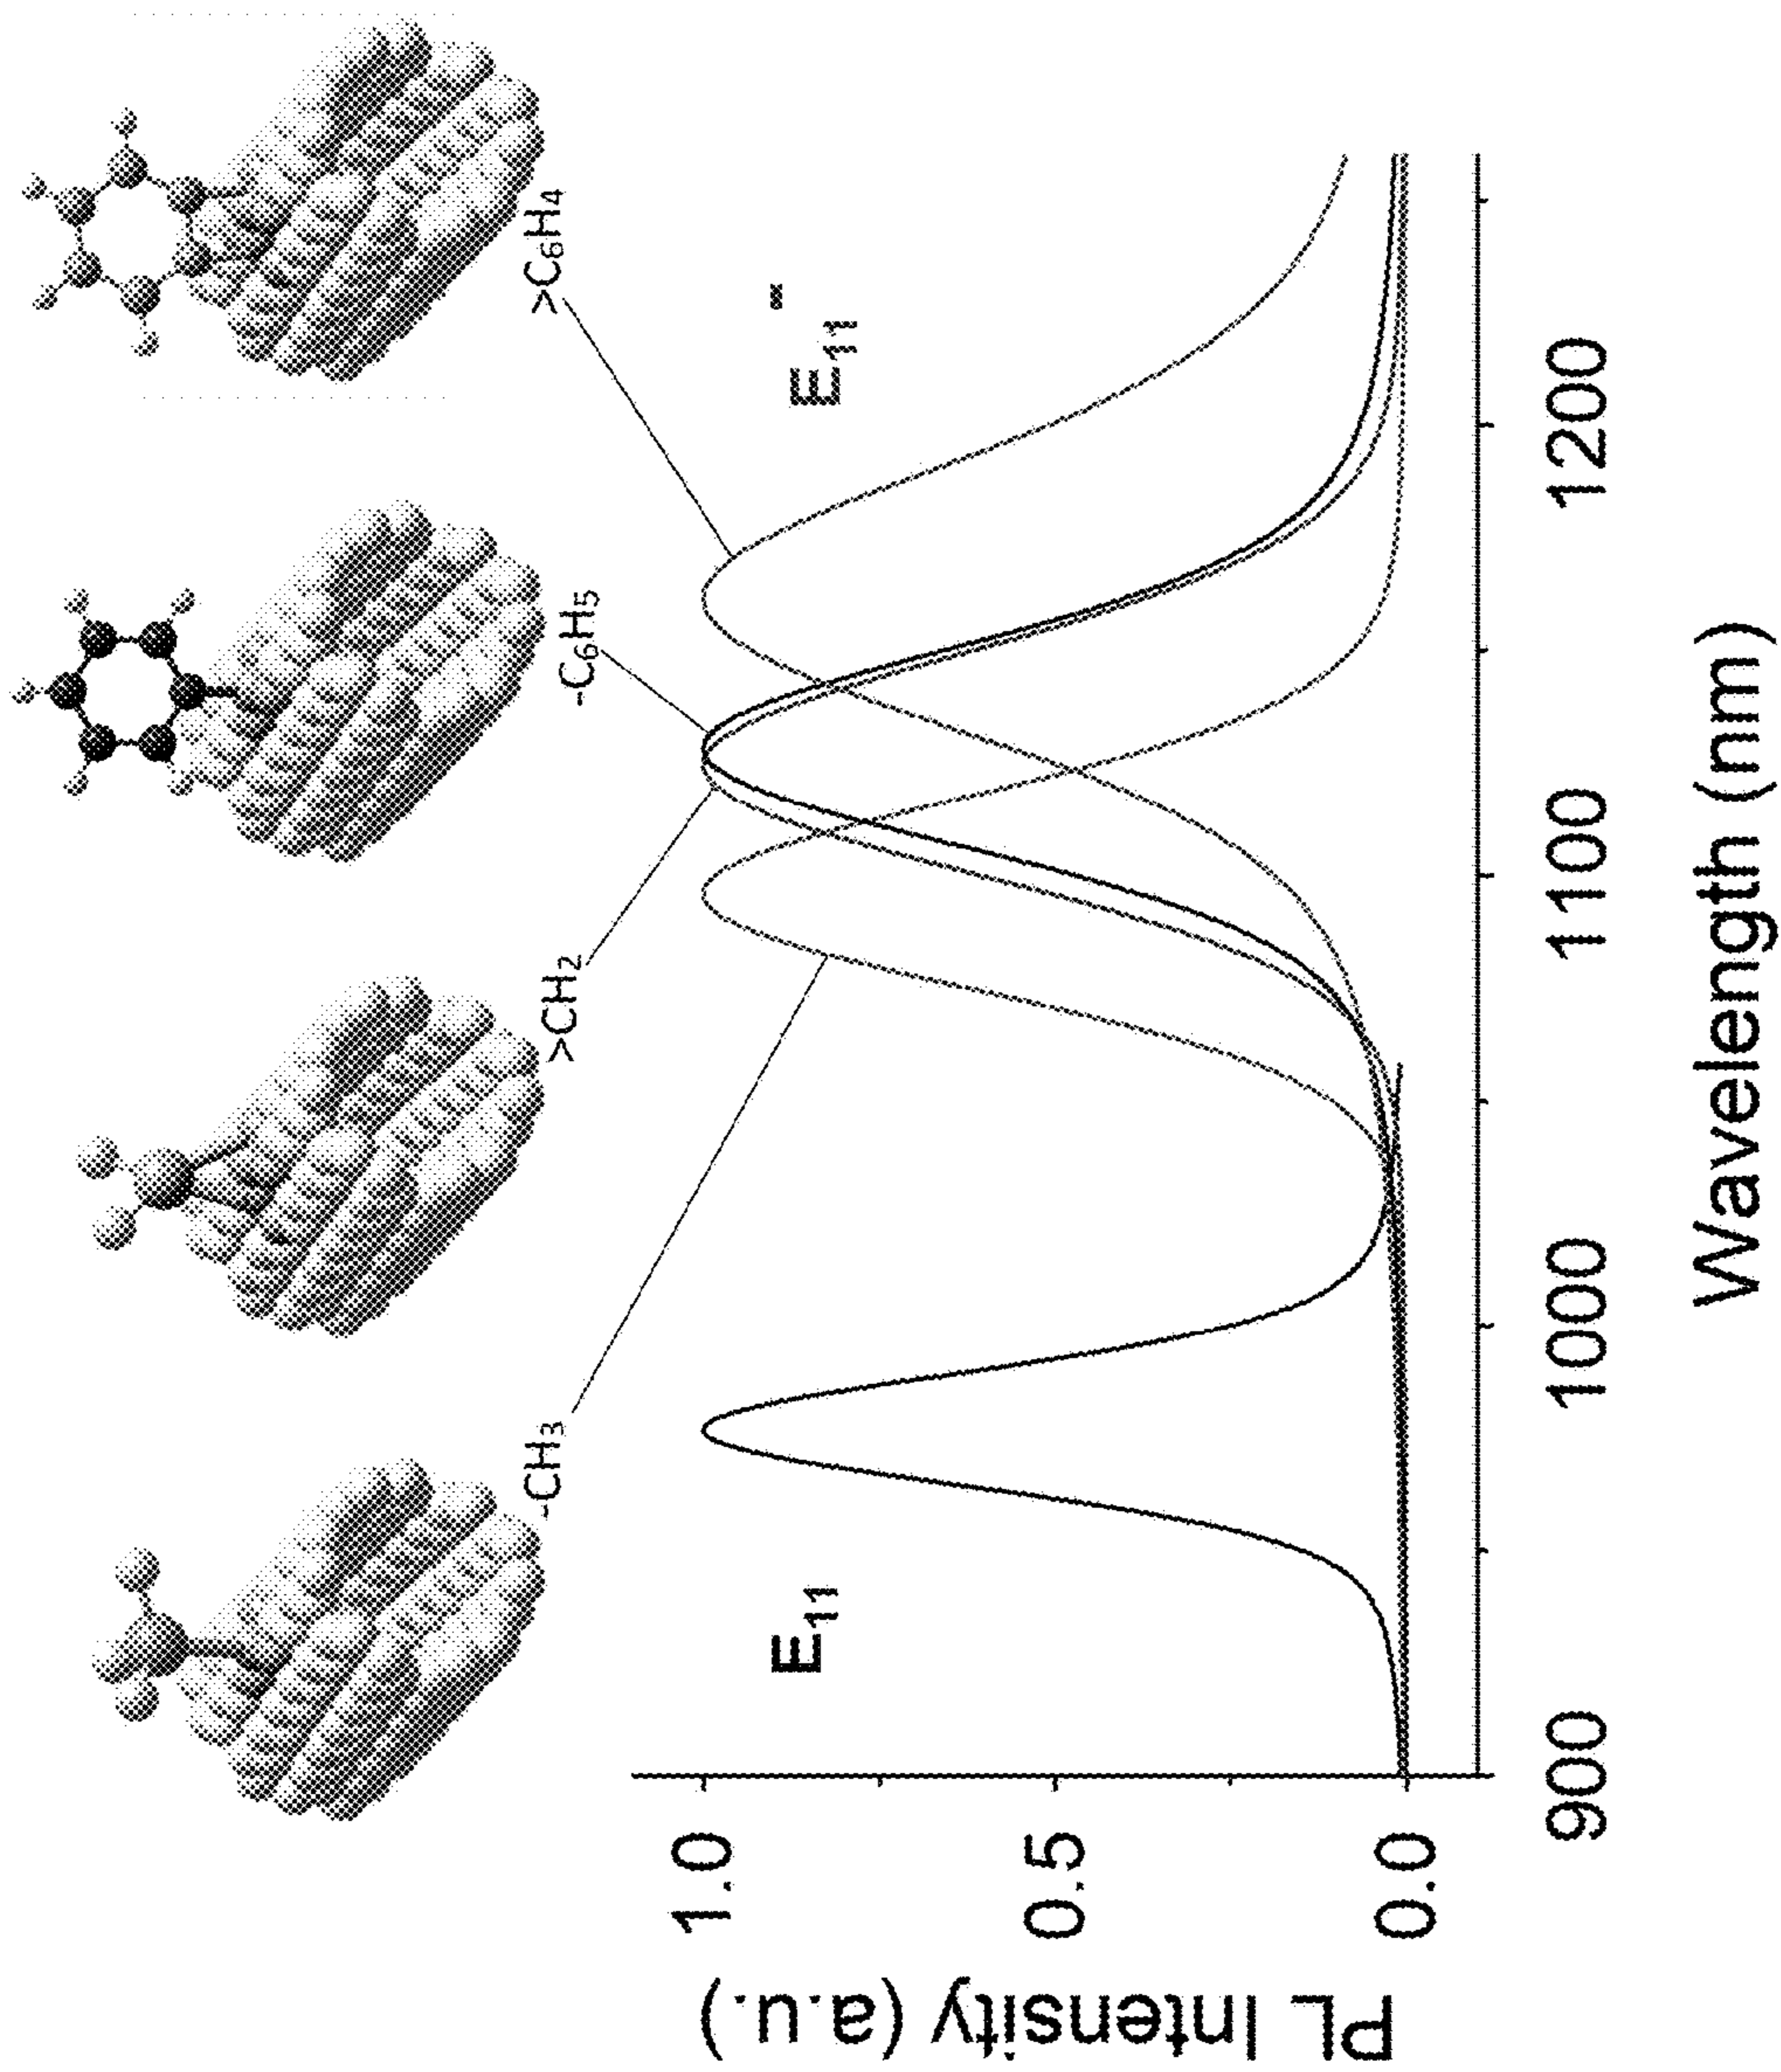 -CH₃
>CH₂
-C₆H₅
>C₆H₄
E₁₁
E₁₁⁻
PL Intensity (a.u.)
1.0
0.5
0.0
900
1000
1100
1200
Wavelength (nm)